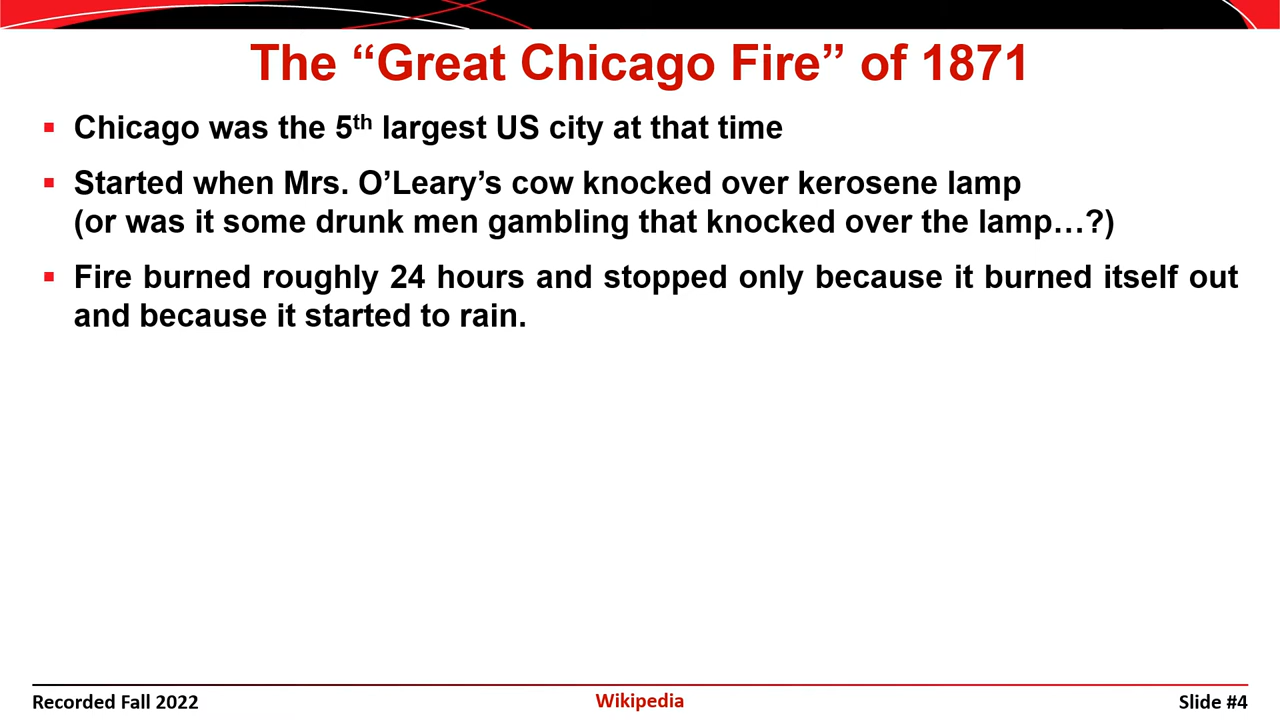 The “Great Chicago Fire” of 1871
▪ Chicago was the 5th largest US city at that time
▪ Started when Mrs. O’Leary’s cow knocked over kerosene lamp
(or was it some drunk men gambling that knocked over the lamp…?)
▪ Fire burned roughly 24 hours and stopped only because it burned itself out
and because it started to rain.
Recorded Fall 2022
Wikipedia
Slide #4